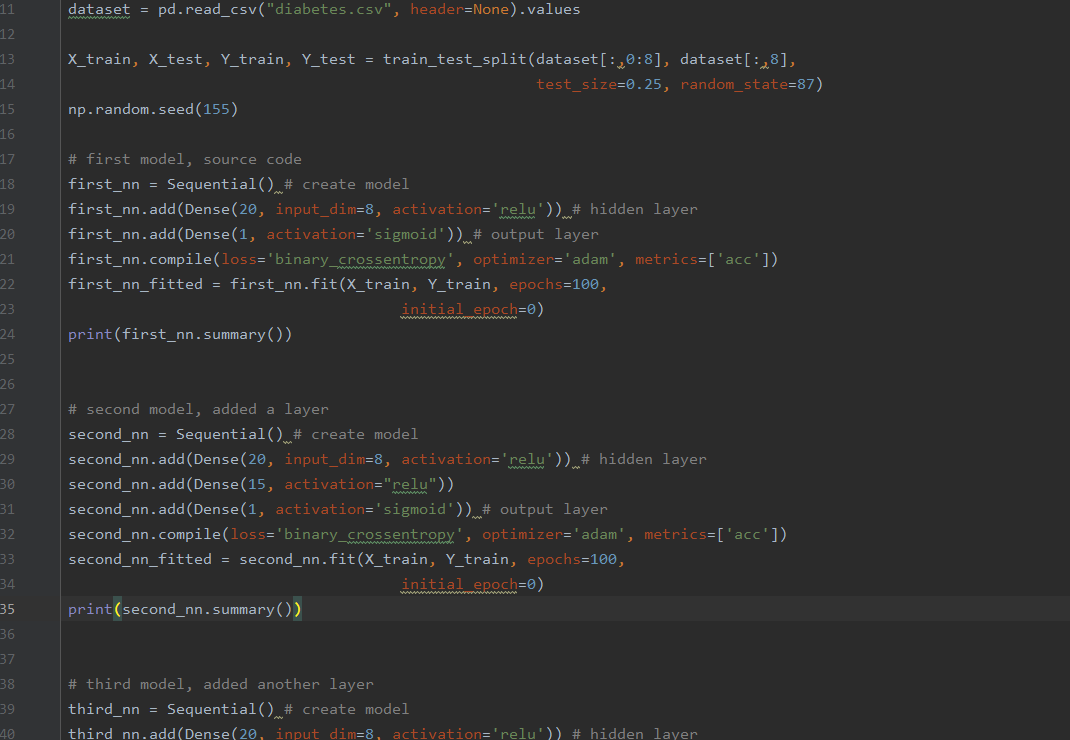 11 dataset = pd.read_csv("diabetes.csv", header=None).values
12
13 X_train, X_test, Y_train, Y_test = train_test_split(dataset[:,0:8], dataset[:,8],
14 test_size=0.25, random_state=87)
15 np.random.seed(155)
16
17 # first model, source code
18 first_nn = Sequential() # create model
19 first_nn.add(Dense(20, input_dim=8, activation='relu')) # hidden layer
20 first_nn.add(Dense(1, activation='sigmoid')) # output layer
21 first_nn.compile(loss='binary_crossentropy', optimizer='adam', metrics=['acc'])
22 first_nn_fitted = first_nn.fit(X_train, Y_train, epochs=100,
23 initial_epoch=0)
24 print(first_nn.summary())
25
26
27 # second model, added a layer
28 second_nn = Sequential() # create model
29 second_nn.add(Dense(20, input_dim=8, activation='relu')) # hidden layer
30 second_nn.add(Dense(15, activation="relu"))
31 second_nn.add(Dense(1, activation='sigmoid')) # output layer
32 second_nn.compile(loss='binary_crossentropy', optimizer='adam', metrics=['acc'])
33 second_nn_fitted = second_nn.fit(X_train, Y_train, epochs=100,
34 initial_epoch=0)
35 print(second_nn.summary())
36
37
38 # third model, added another layer
39 third_nn = Sequential() # create model
40 third_nn.add(Dense(20, input_dim=8, activation='relu')) # hidden layer